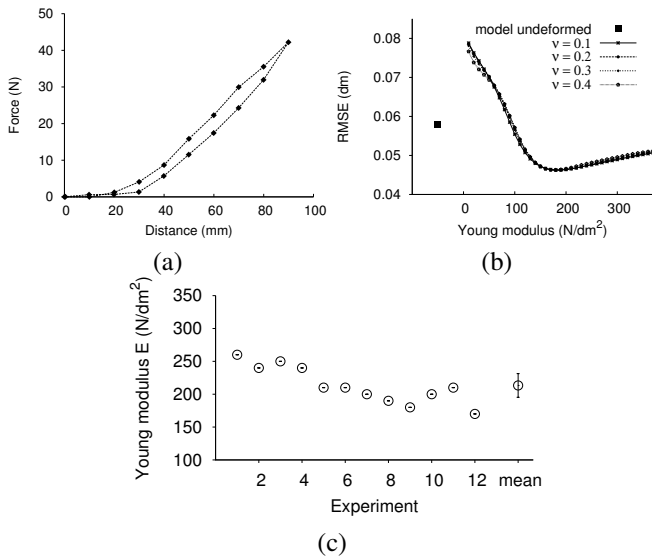 50
40
30
20
10
0
Force (N)
0 20 40 60 80 100
Distance (mm)
(a)
model undeformed
ν = 0.1
ν = 0.2
ν = 0.3
ν = 0.4
0.08
0.07
0.06
0.05
0.04
RMSE (dm)
0 100 200 300
Young modulus (N/dm²)
(b)
350
300
250
200
150
100
Young modulus E (N/dm²)
2 4 6 8 10 12 mean
Experiment
(c)